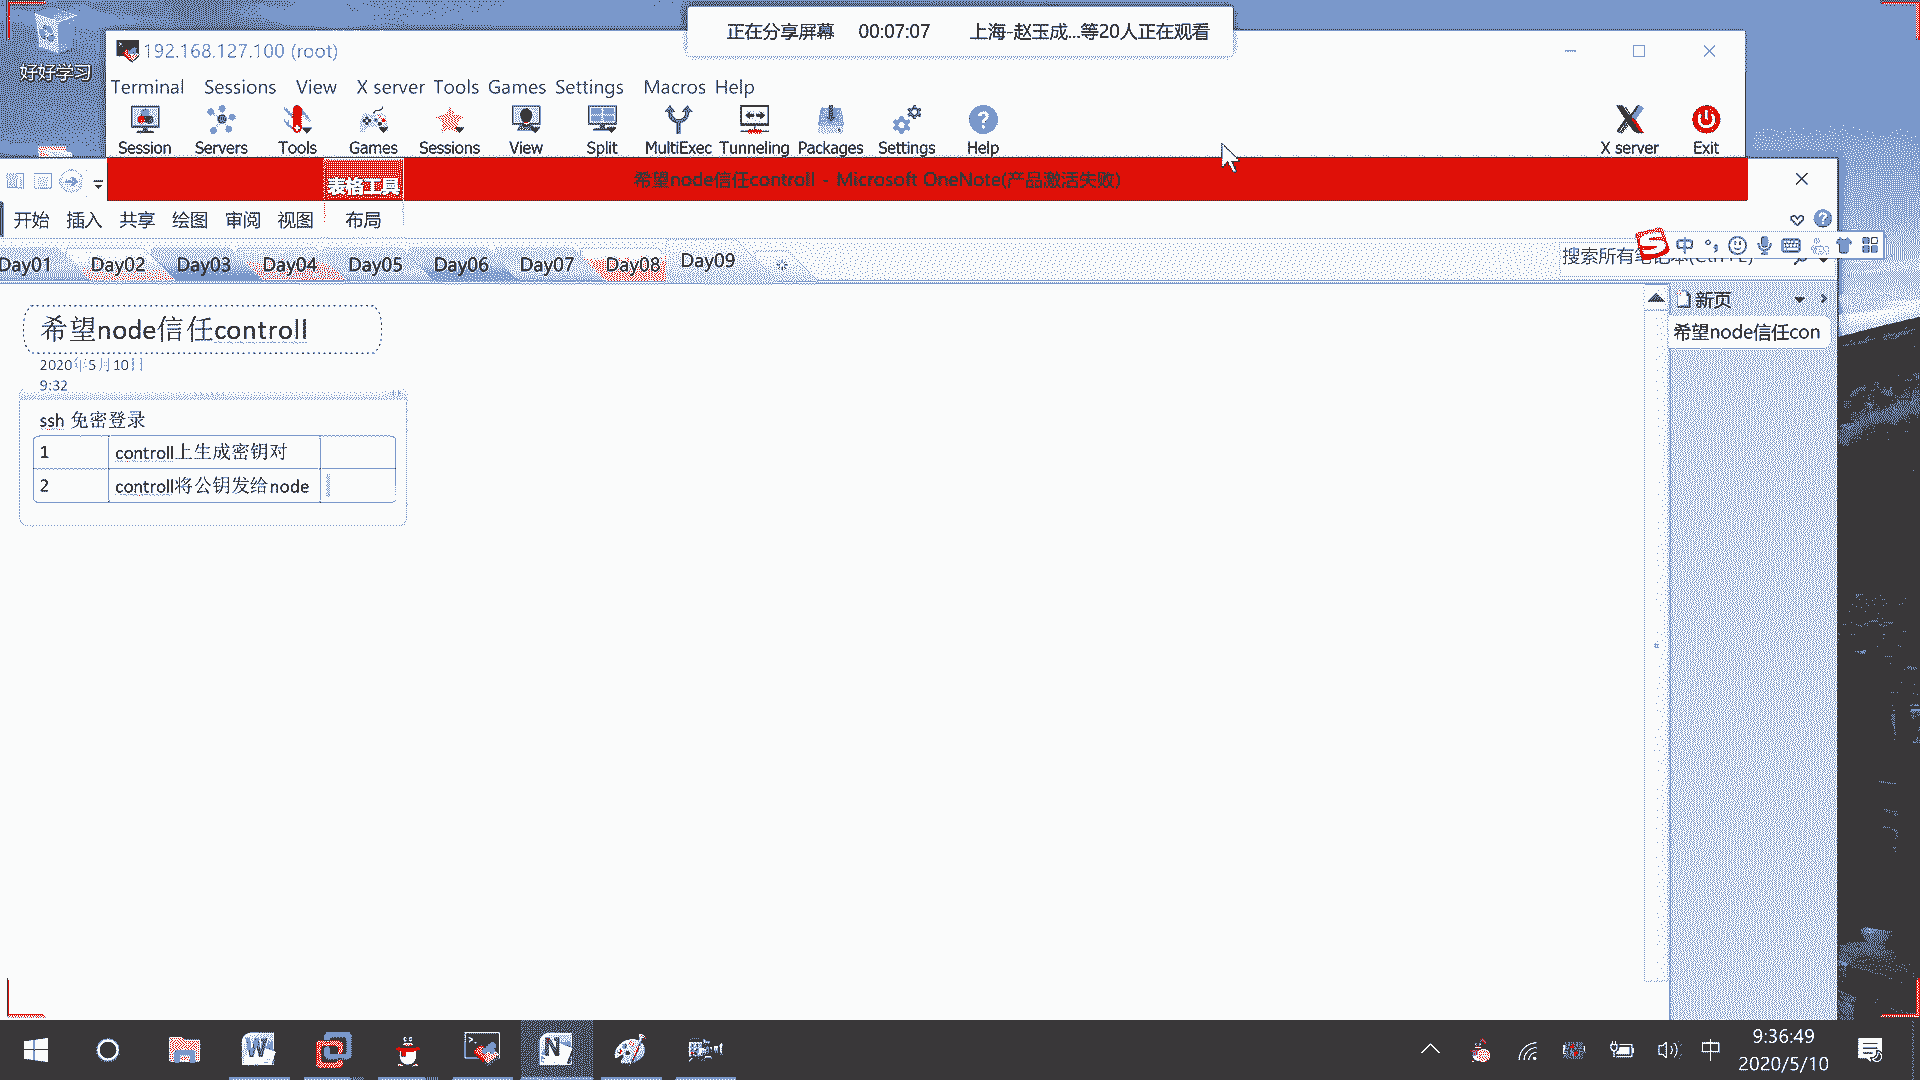 正在分享屏幕 00:07:07 上海-赵玉成...等20人正在观看
好好学习
192.168.127.100 (root)
Terminal Sessions View X server Tools Games Settings Macros Help
Session Servers Tools Games Sessions View Split MultiExec Tunneling Packages Settings Help X server Exit
表格工具 希望node信任controll - Microsoft OneNote(产品激活失败)
开始 插入 共享 绘图 审阅 视图 布局
中
Day01 Day02 Day03 Day04 Day05 Day06 Day07 Day08 Day09
搜索所有
新页
希望node信任con
希望node信任controll
2020年5月10日
9:32
ssh 免密登录
1 controll上生成密钥对
2 controll将公钥发给node
中
9:36:49
2020/5/10